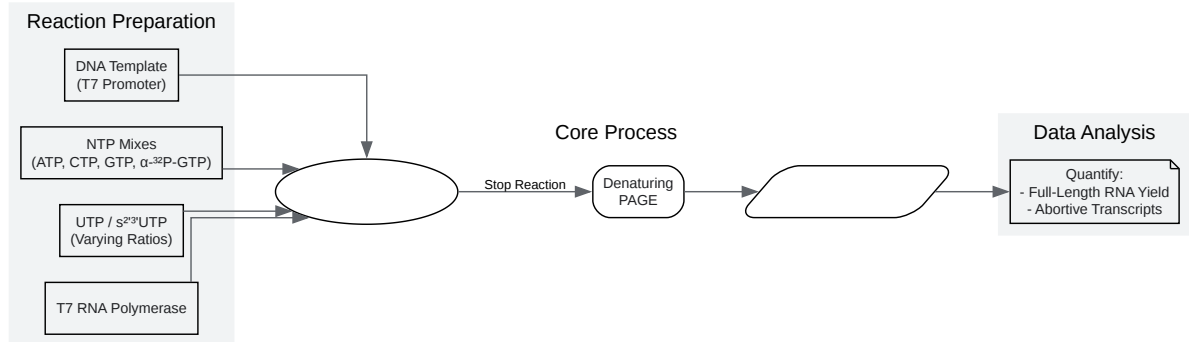 Reaction Preparation
DNA Template
(T7 Promoter)
NTP Mixes
(ATP, CTP, GTP, α-³²P-GTP)
UTP / s²'³'UTP
(Varying Ratios)
T7 RNA Polymerase
Stop Reaction
Core Process
Denaturing
PAGE
Data Analysis
Quantify:
- Full-Length RNA Yield
- Abortive Transcripts